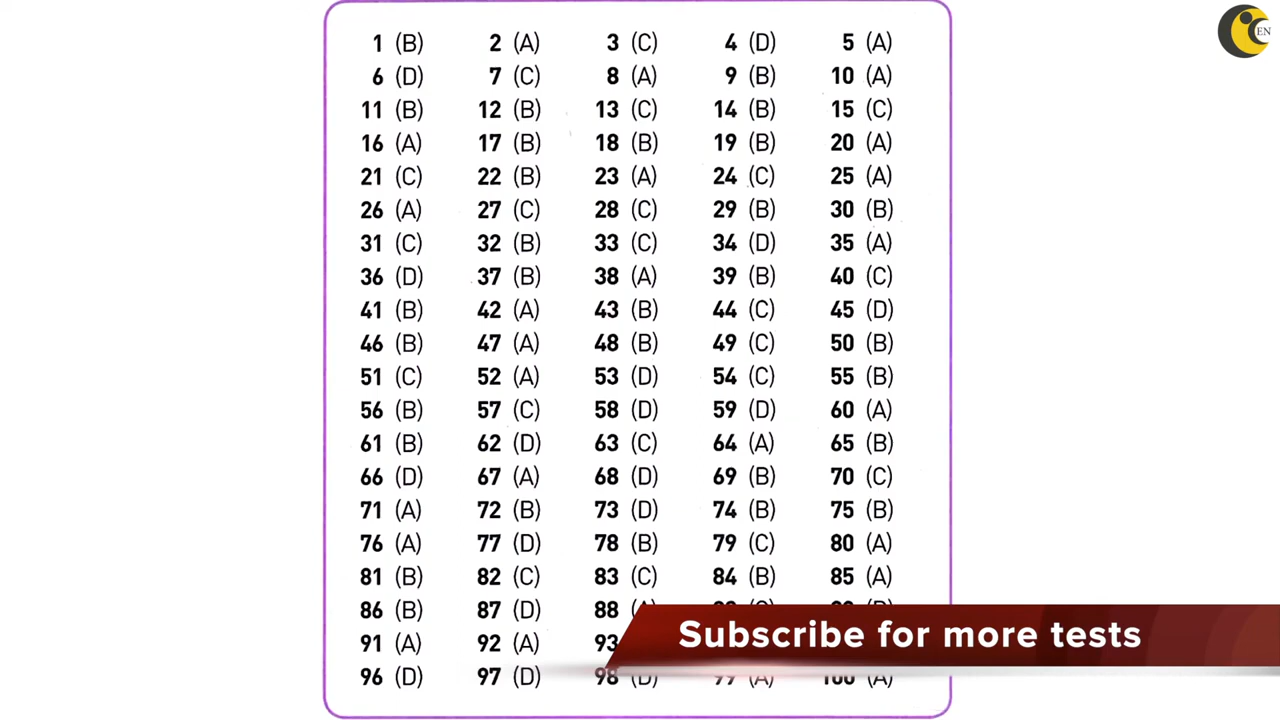 EN
1 (B) 2 (A) 3 (C) 4 (D) 5 (A)
6 (D) 7 (C) 8 (A) 9 (B) 10 (A)
11 (B) 12 (B) 13 (C) 14 (B) 15 (C)
16 (A) 17 (B) 18 (B) 19 (B) 20 (A)
21 (C) 22 (B) 23 (A) 24 (C) 25 (A)
26 (A) 27 (C) 28 (C) 29 (B) 30 (B)
31 (C) 32 (B) 33 (C) 34 (D) 35 (A)
36 (D) 37 (B) 38 (A) 39 (B) 40 (C)
41 (B) 42 (A) 43 (B) 44 (C) 45 (D)
46 (B) 47 (A) 48 (B) 49 (C) 50 (B)
51 (C) 52 (A) 53 (D) 54 (C) 55 (B)
56 (B) 57 (C) 58 (D) 59 (D) 60 (A)
61 (B) 62 (D) 63 (C) 64 (A) 65 (B)
66 (D) 67 (A) 68 (D) 69 (B) 70 (C)
71 (A) 72 (B) 73 (D) 74 (B) 75 (B)
76 (A) 77 (D) 78 (B) 79 (C) 80 (A)
81 (B) 82 (C) 83 (C) 84 (B) 85 (A)
86 (B) 87 (D) 88
91 (A) 92 (A) 93
Subscribe for more tests
96 (D) 97 (D) 98 (D) 99 (A) 100 (A)